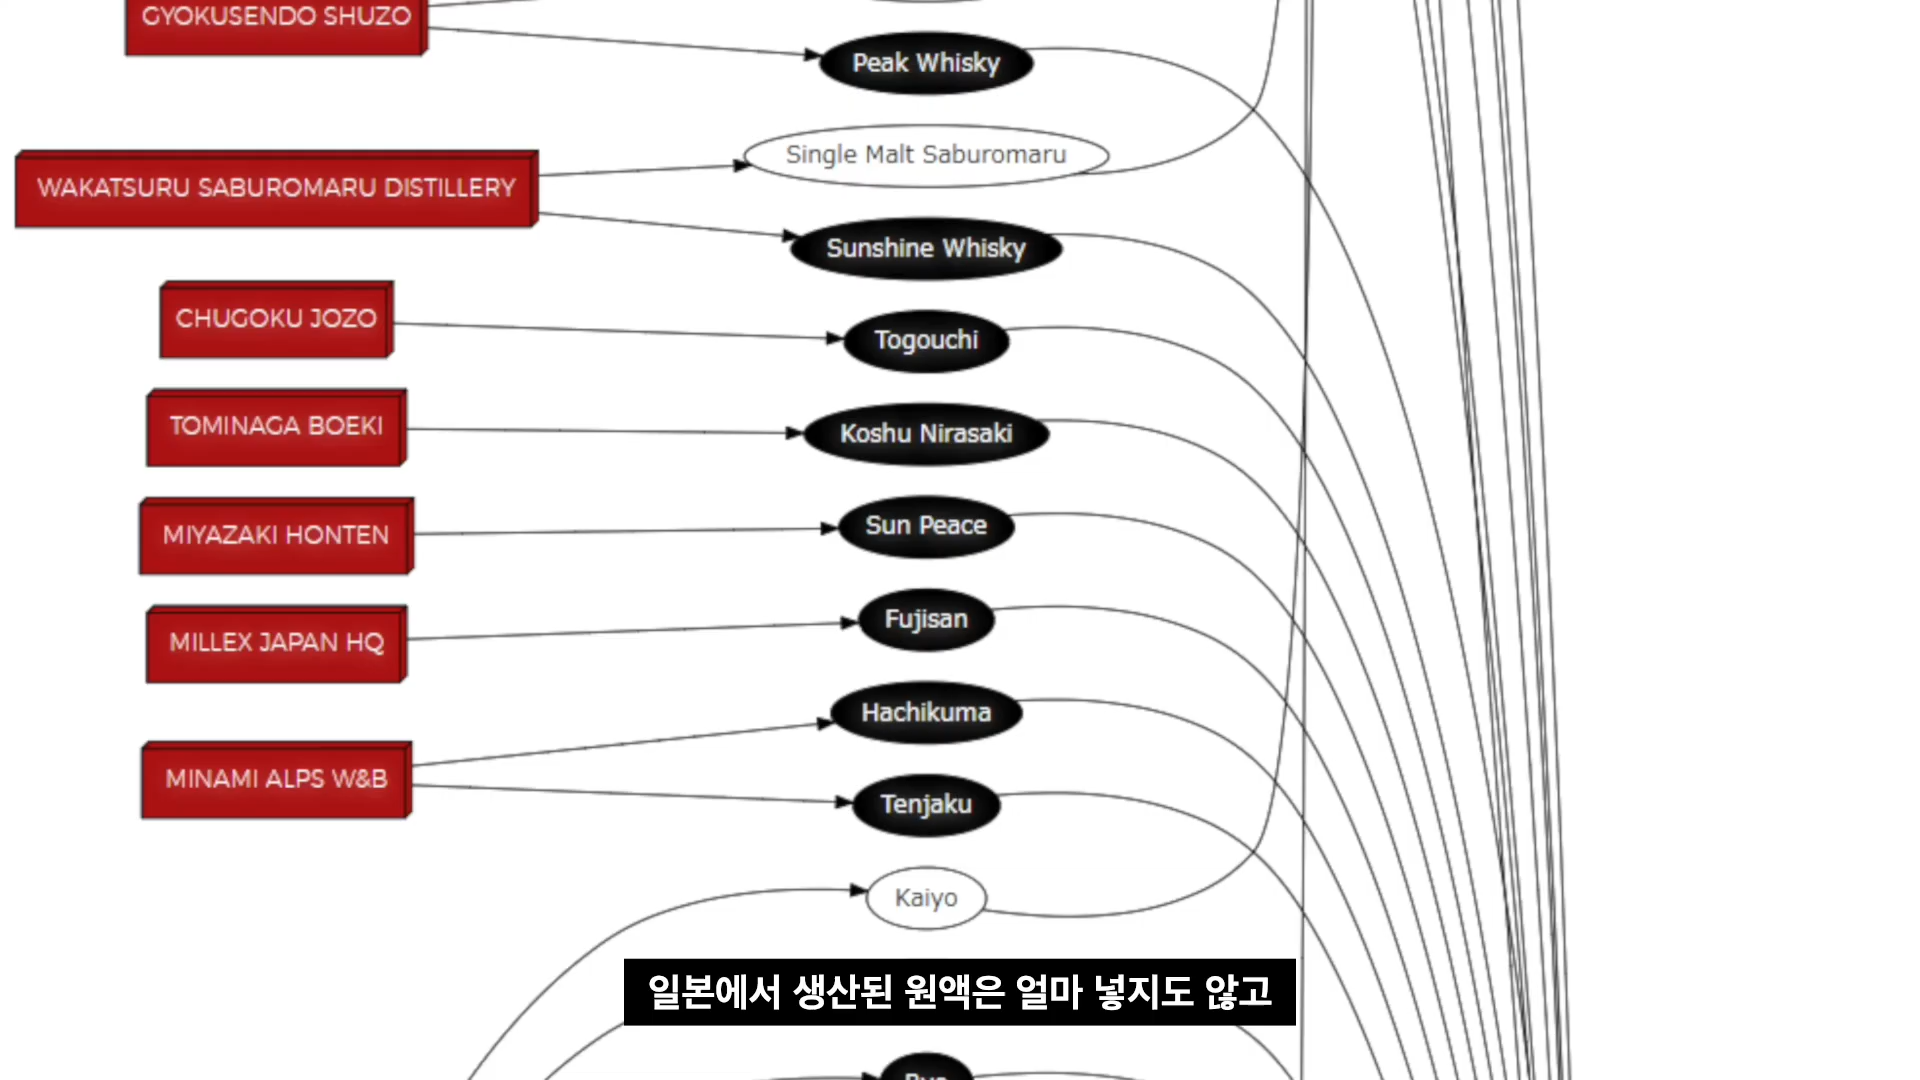 GYOKUSENDO SHUZO
Peak Whisky
Single Malt Saburomaru
WAKATSURU SABUROMARU DISTILLERY
Sunshine Whisky
CHUGOKU JOZO
Togouchi
TOMINAGA BOEKI
Koshu Nirasaki
MIYAZAKI HONTEN
Sun Peace
Fujisan
MILLEX JAPAN HQ
Hachikuma
MINAMI ALPS W&B
Tenjaku
Kaiyo
일본에서 생산된 원액은 얼마 넣지도 않고